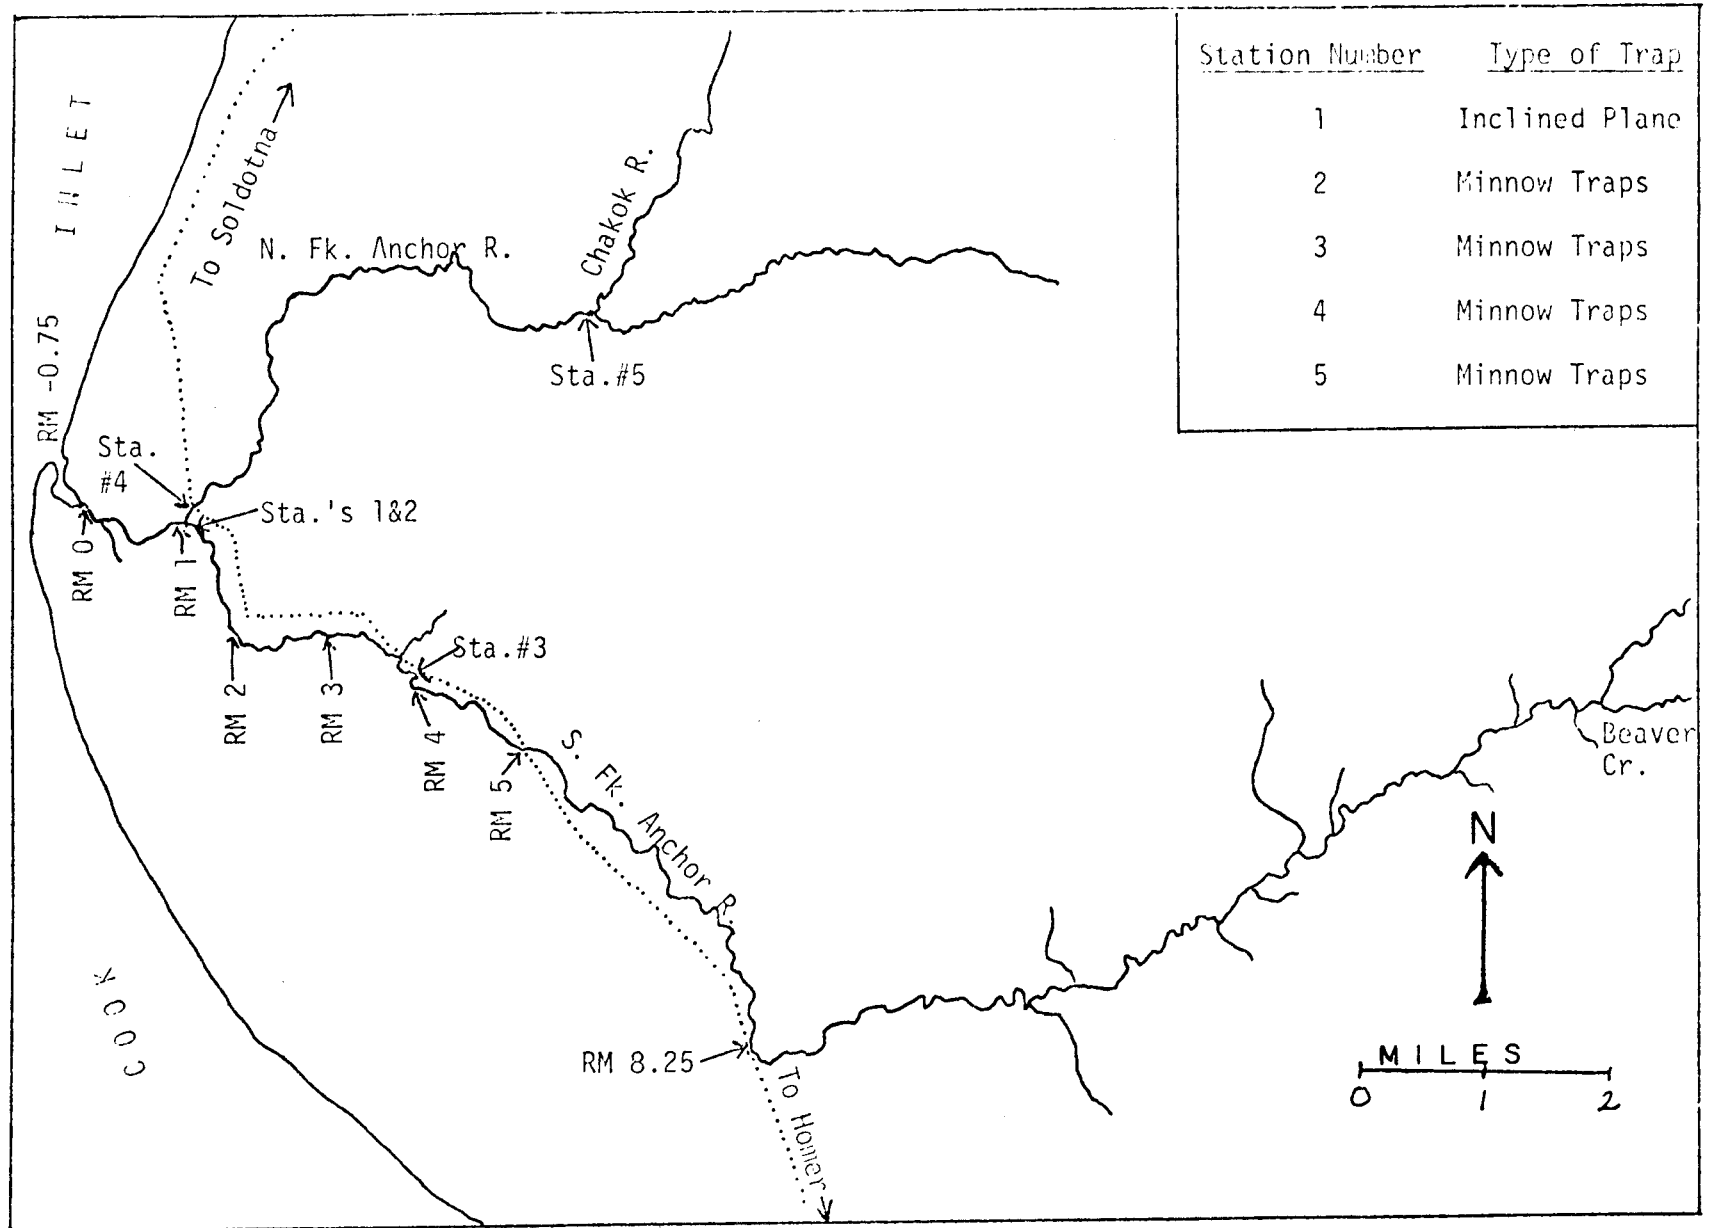 Station Number Type of Trap
1 Inclined Plane
2 Minnow Traps
3 Minnow Traps
4 Minnow Traps
5 Minnow Traps
INLET
To Soldotna
Chakok R.
N. Fk. Anchor R.
Sta.#5
RM -0.75
Sta.
#4
Sta.'s 1&2
RM 0
RM 1
RM 2
RM 3
Sta.#3
RM 4
RM 5
S. Fk. Anchor R.
Beaver
Cr.
N
COOK
RM 8.25
To Homer
MILES
0 1 2